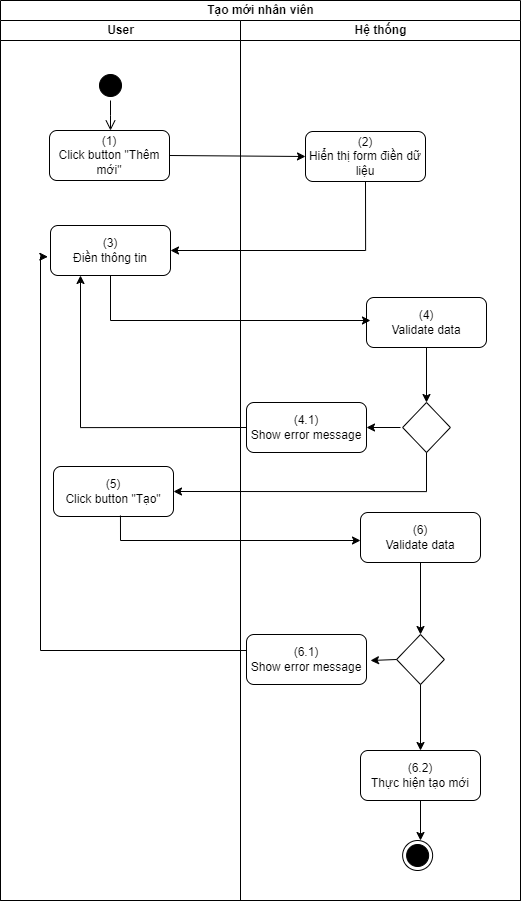 Tạo mới nhân viên
User
Hệ thống
(1)
Click button "Thêm
mới"
(2)
Hiển thị form điền dữ
liệu
(3)
Điền thông tin
(4)
Validate data
(4.1)
Show error message
(5)
Click button "Tạo"
(6)
Validate data
(6.1)
Show error message
(6.2)
Thực hiện tạo mới